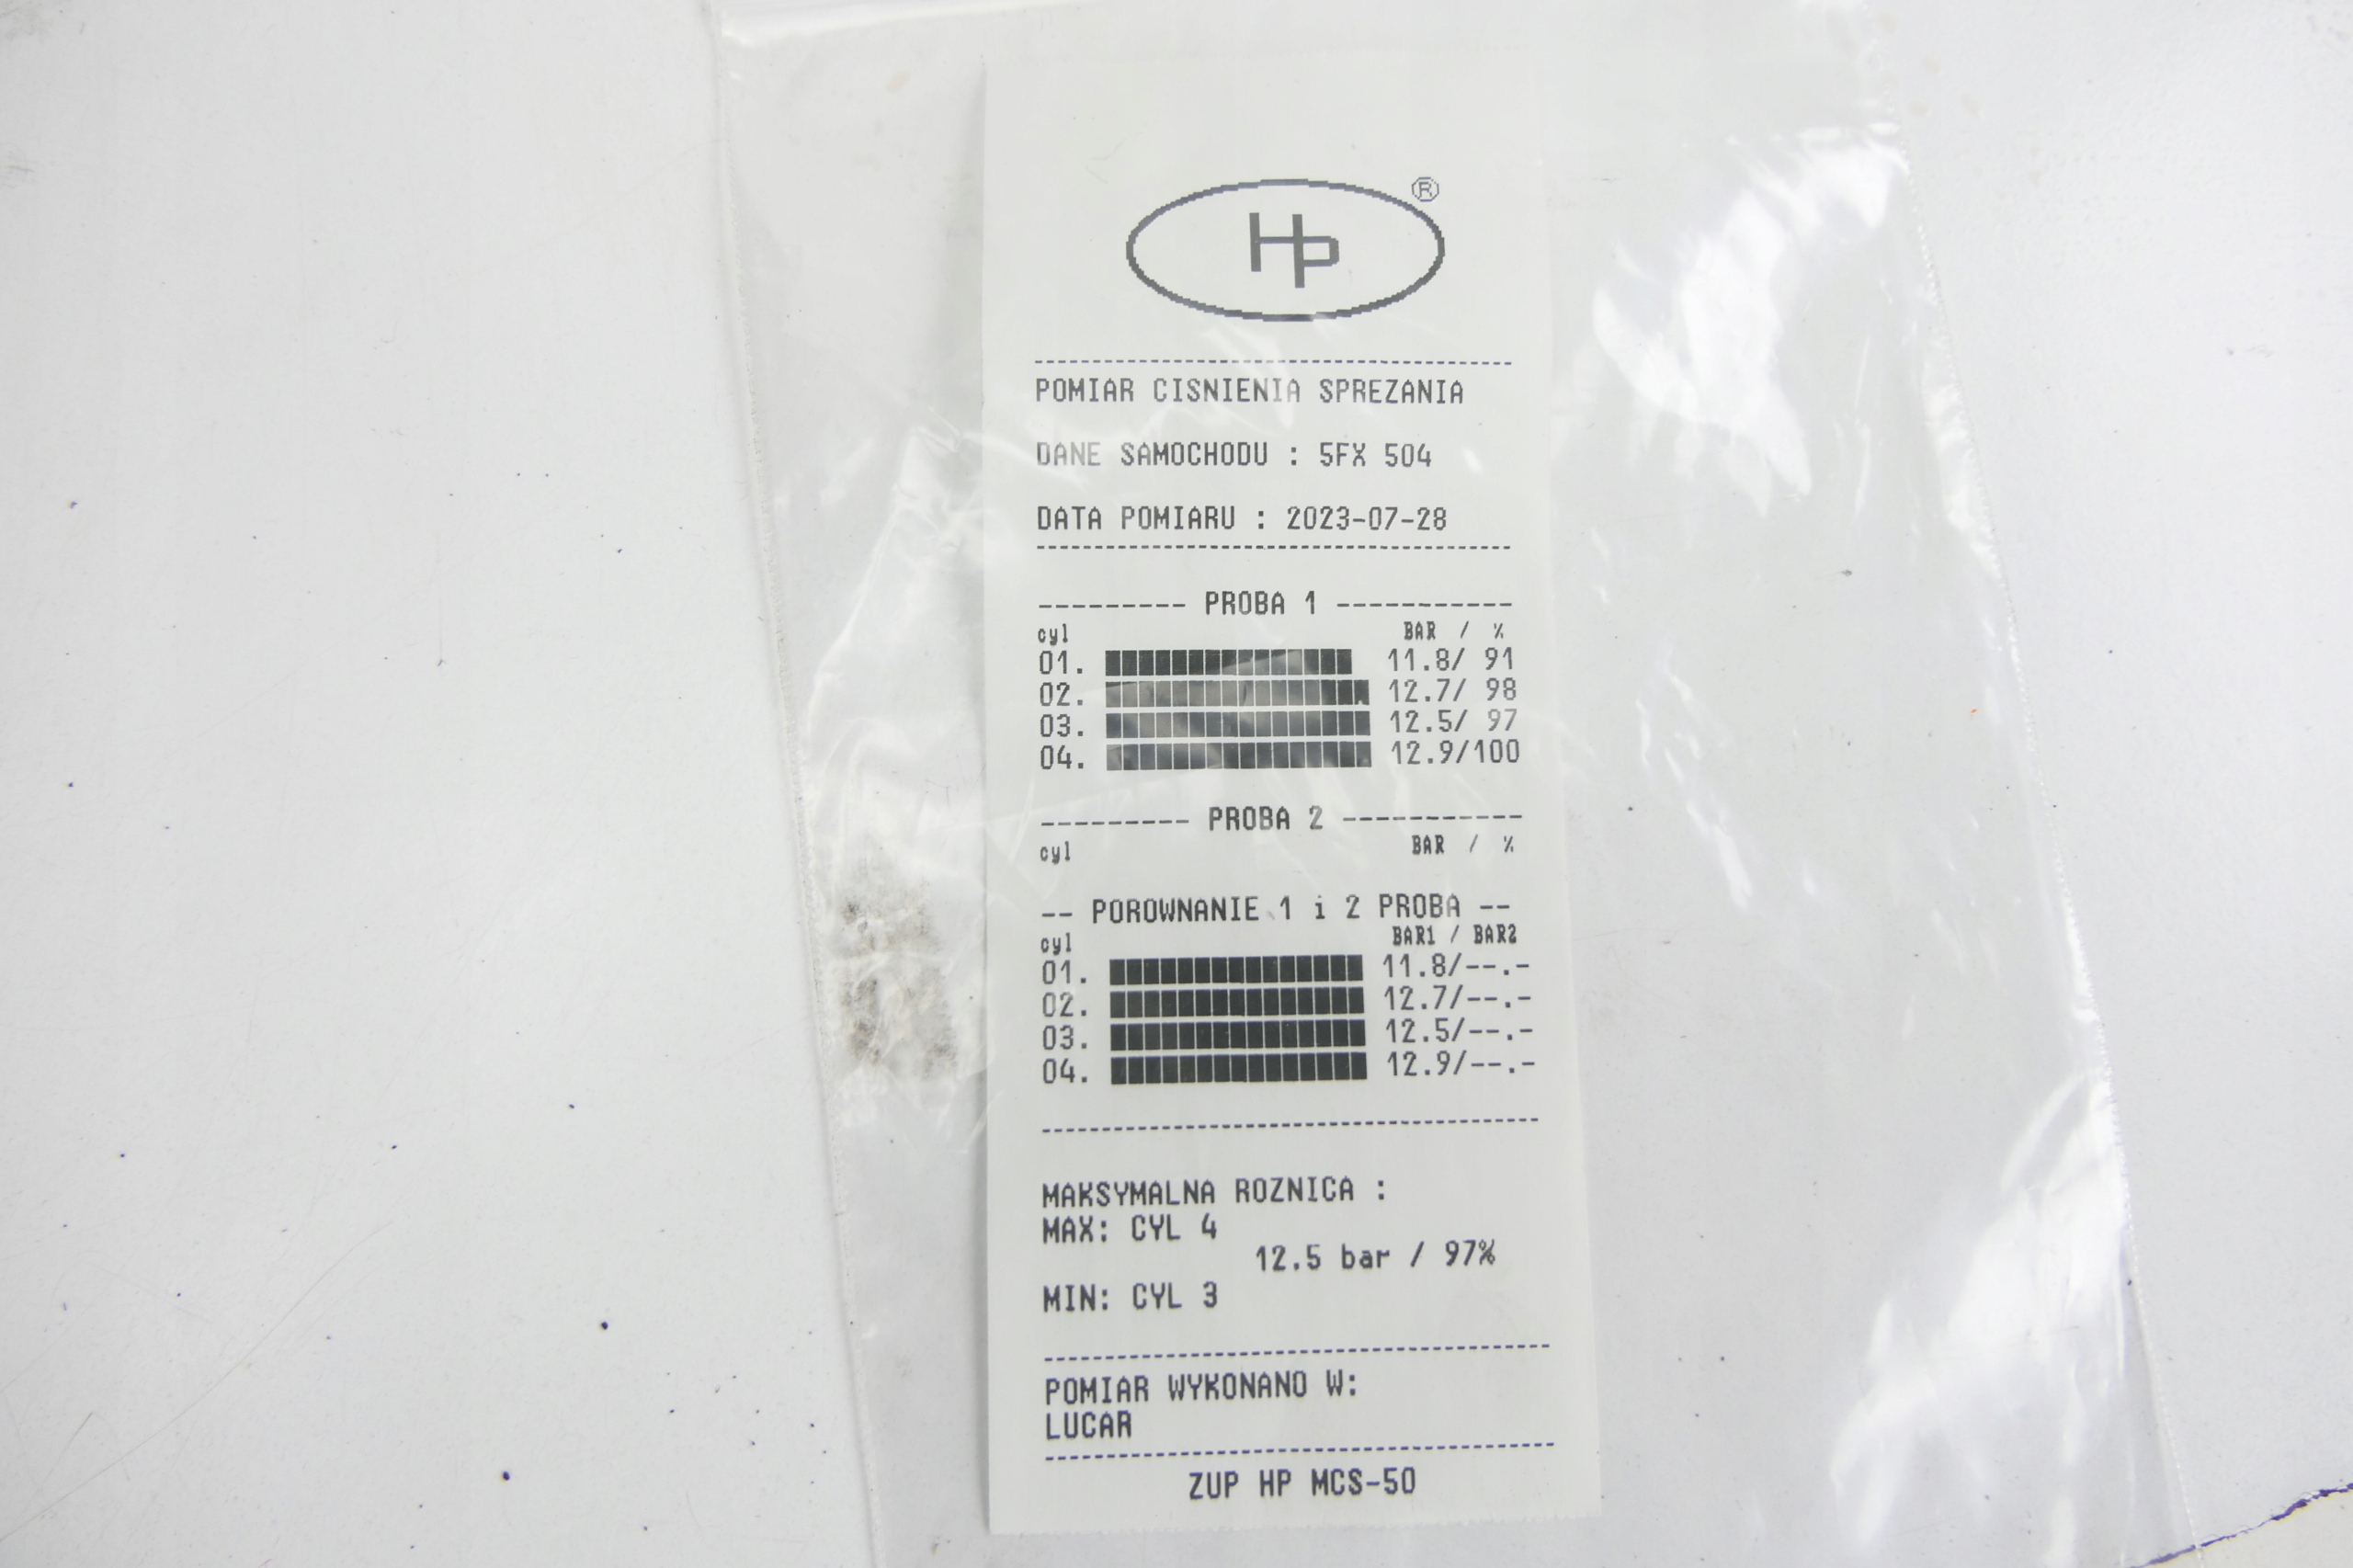 HP ®
POMIAR CISNIENIA SPREZANIA
DANE SAMOCHODU : 5FX 504
DATA POMIARU : 2023-07-28
--------- PROBA 1 -----------
cyl BAR / %
01. 11.8/ 91
02. 12.7/ 98
03. 12.5/ 97
04. 12.9/100
--------- PROBA 2 -----------
cyl BAR / %
-- POROWNANIE 1 i 2 PROBA --
cyl BAR1 / BAR2
01. 11.8/--.-
02. 12.7/--.-
03. 12.5/--.-
04. 12.9/--.-
MAKSYMALNA ROZNICA :
MAX: CYL 4
12.5 bar / 97%
MIN: CYL 3
POMIAR WYKONANO W:
LUCAR
ZUP HP MCS-50